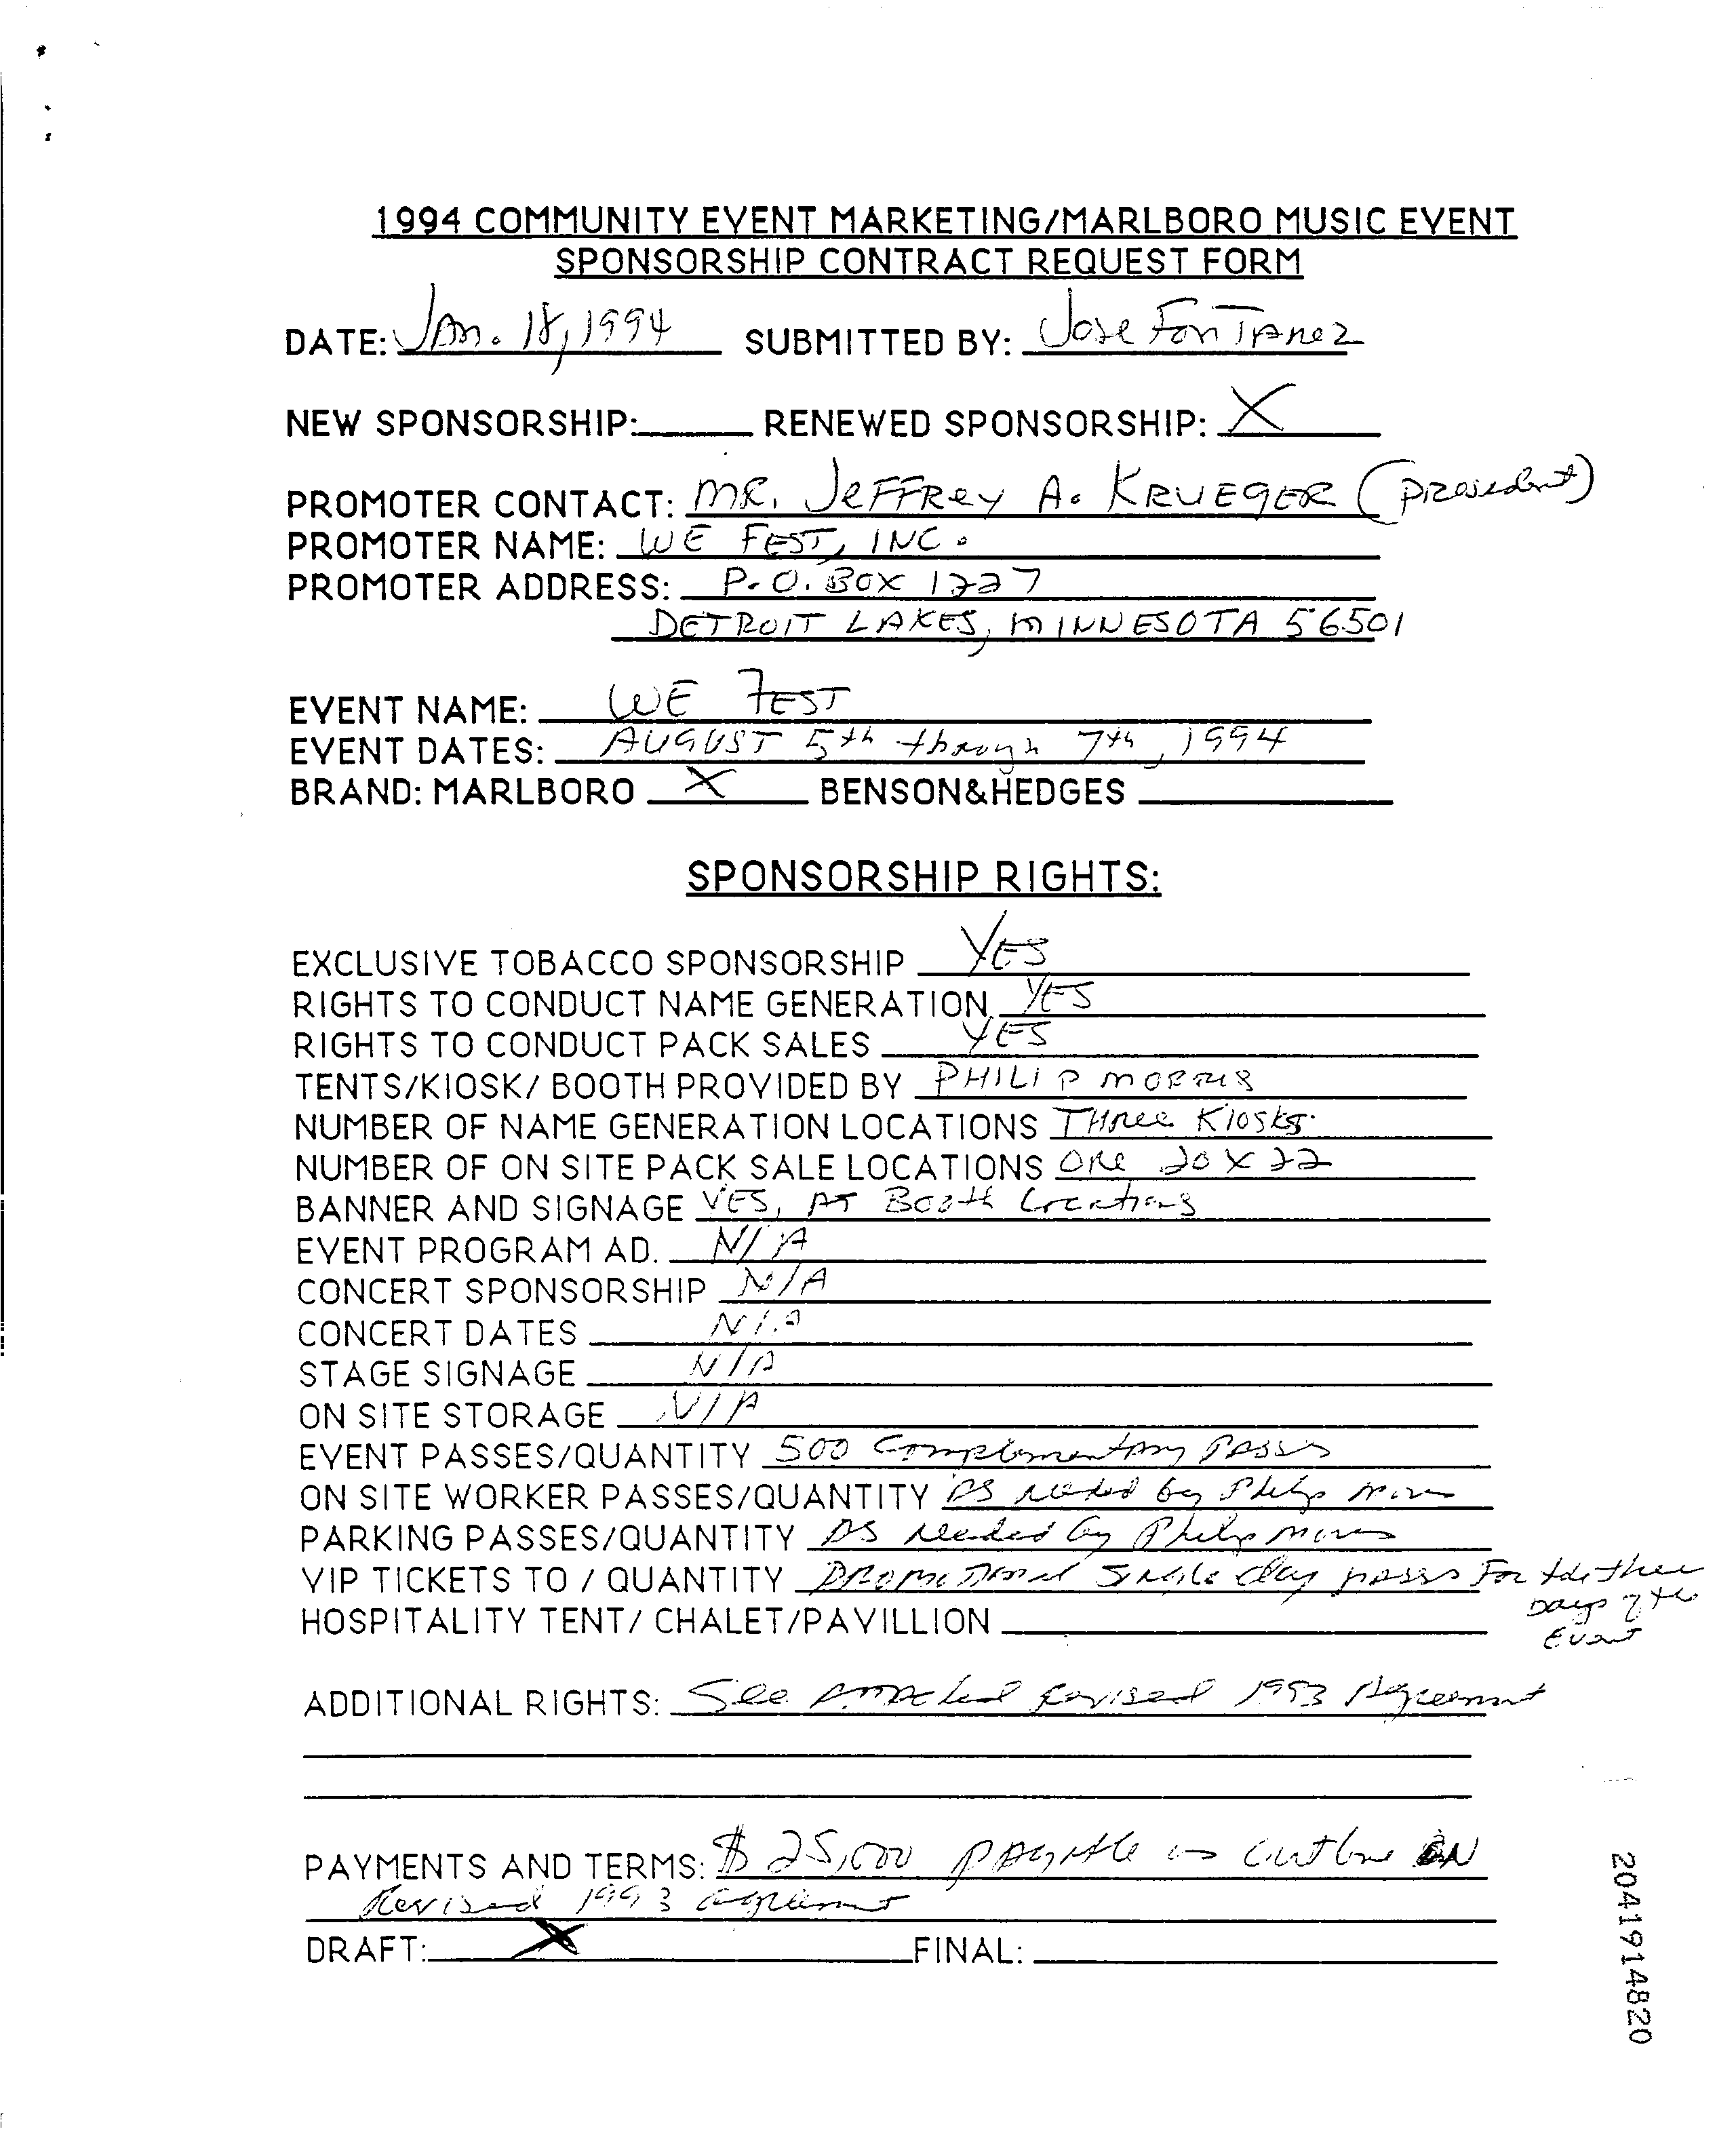 1994 COMMUNITY EVENT MARKETING/MARLBORO MUSIC EVENT
SPONSORSHIP CONTRACT REQUEST FORM
DATE: Jan. 18, 1994 SUBMITTED BY: Jose Fontanez
NEW SPONSORSHIP: RENEWED SPONSORSHIP: X
PROMOTER CONTACT: MR. JEFFREY A. KRUEGER (President)
PROMOTER NAME: WE FEST, INC.
PROMOTER ADDRESS: P.O. BOX 1227
DETROIT LAKES, MINNESOTA 56501
EVENT NAME: WE FEST
EVENT DATES: AUGUST 5th through 7th, 1994
BRAND: MARLBORO X BENSON&HEDGES
SPONSORSHIP RIGHTS:
EXCLUSIVE TOBACCO SPONSORSHIP YES
RIGHTS TO CONDUCT NAME GENERATION YES
RIGHTS TO CONDUCT PACK SALES YES
TENTS/KIOSK/ BOOTH PROVIDED BY PHILIP MORRIS
NUMBER OF NAME GENERATION LOCATIONS THREE KIOSKS
NUMBER OF ON SITE PACK SALE LOCATIONS ONE 20 X 22
BANNER AND SIGNAGE YES, AT Booth Locations
EVENT PROGRAM AD. N/A
CONCERT SPONSORSHIP N/A
CONCERT DATES N/A
STAGE SIGNAGE N/A
ON SITE STORAGE N/A
EVENT PASSES/QUANTITY 500 Complementary Passes
ON SITE WORKER PASSES/QUANTITY AS needed by Philip Morris
PARKING PASSES/QUANTITY AS needed by Philip Morris
VIP TICKETS TO / QUANTITY Promotional Single day passes For the three
Days of the
Event
HOSPITALITY TENT/ CHALET/PAVILLION
ADDITIONAL RIGHTS: See Attached Revised 1993 Agreement
PAYMENTS AND TERMS: $ 25,000 payable as outline ON
Revised 1993 agreement
DRAFT: X FINAL:
2041914820